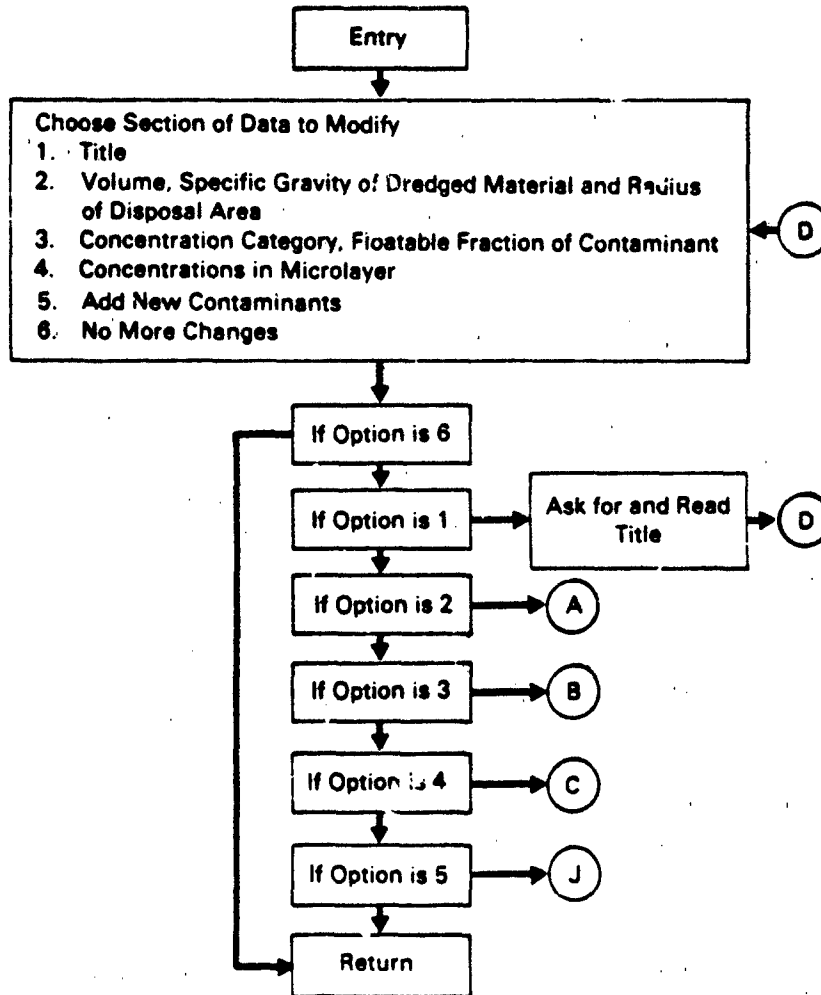 Entry
Choose Section of Data to Modify
1. Title
2. Volume, Specific Gravity of Dredged Material and Radius
of Disposal Area
3. Concentration Category, Floatable Fraction of Contaminant
4. Concentrations in Microlayer
5. Add New Contaminants
6. No More Changes
D
If Option is 6
If Option is 1
Ask for and Read
Title
D
If Option is 2
A
If Option is 3
B
If Option is 4
C
If Option is 5
J
Return